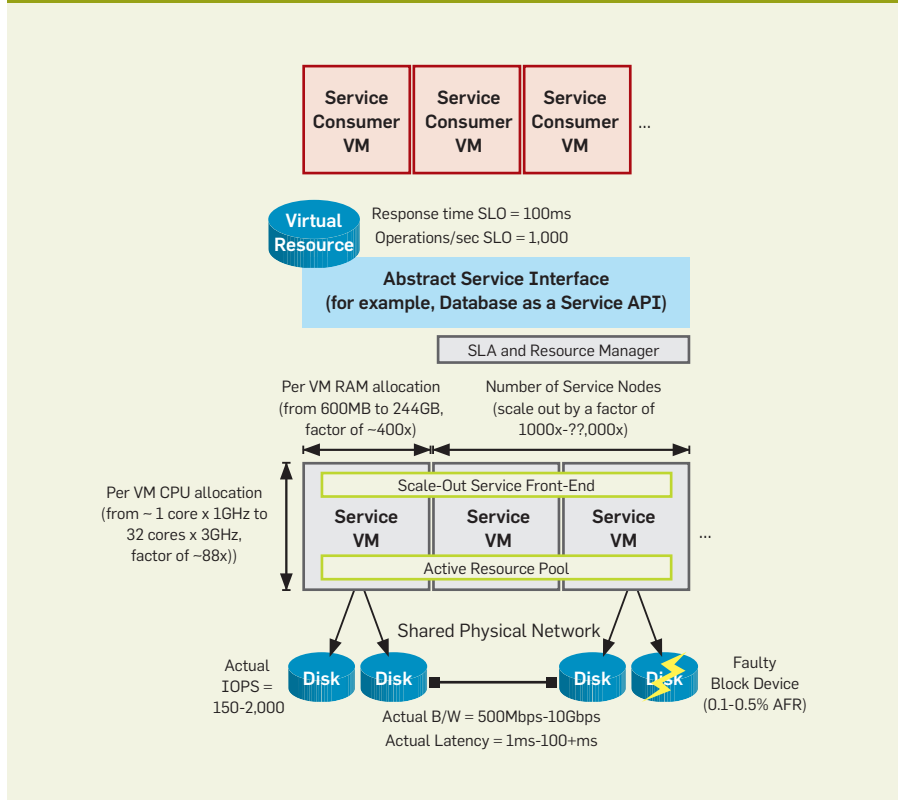 Service
Consumer
VM
Service
Consumer
VM
Service
Consumer
VM
...
Virtual
Resource
Response time SLO = 100ms
Operations/sec SLO = 1,000
Abstract Service Interface
(for example, Database as a Service API)
SLA and Resource Manager
Per VM RAM allocation
(from 600MB to 244GB,
factor of ~400x)
Number of Service Nodes
(scale out by a factor of
1000x-??,000x)
Per VM CPU allocation
(from ~ 1 core x 1GHz to
32 cores x 3GHz,
factor of ~88x))
Scale-Out Service Front-End
Service
VM
Service
VM
Service
VM
...
Active Resource Pool
Shared Physical Network
Actual
IOPS =
150-2,000
Disk
Disk
Disk
Disk
Faulty
Block Device
(0.1-0.5% AFR)
Actual B/W = 500Mbps-10Gbps
Actual Latency = 1ms-100+ms